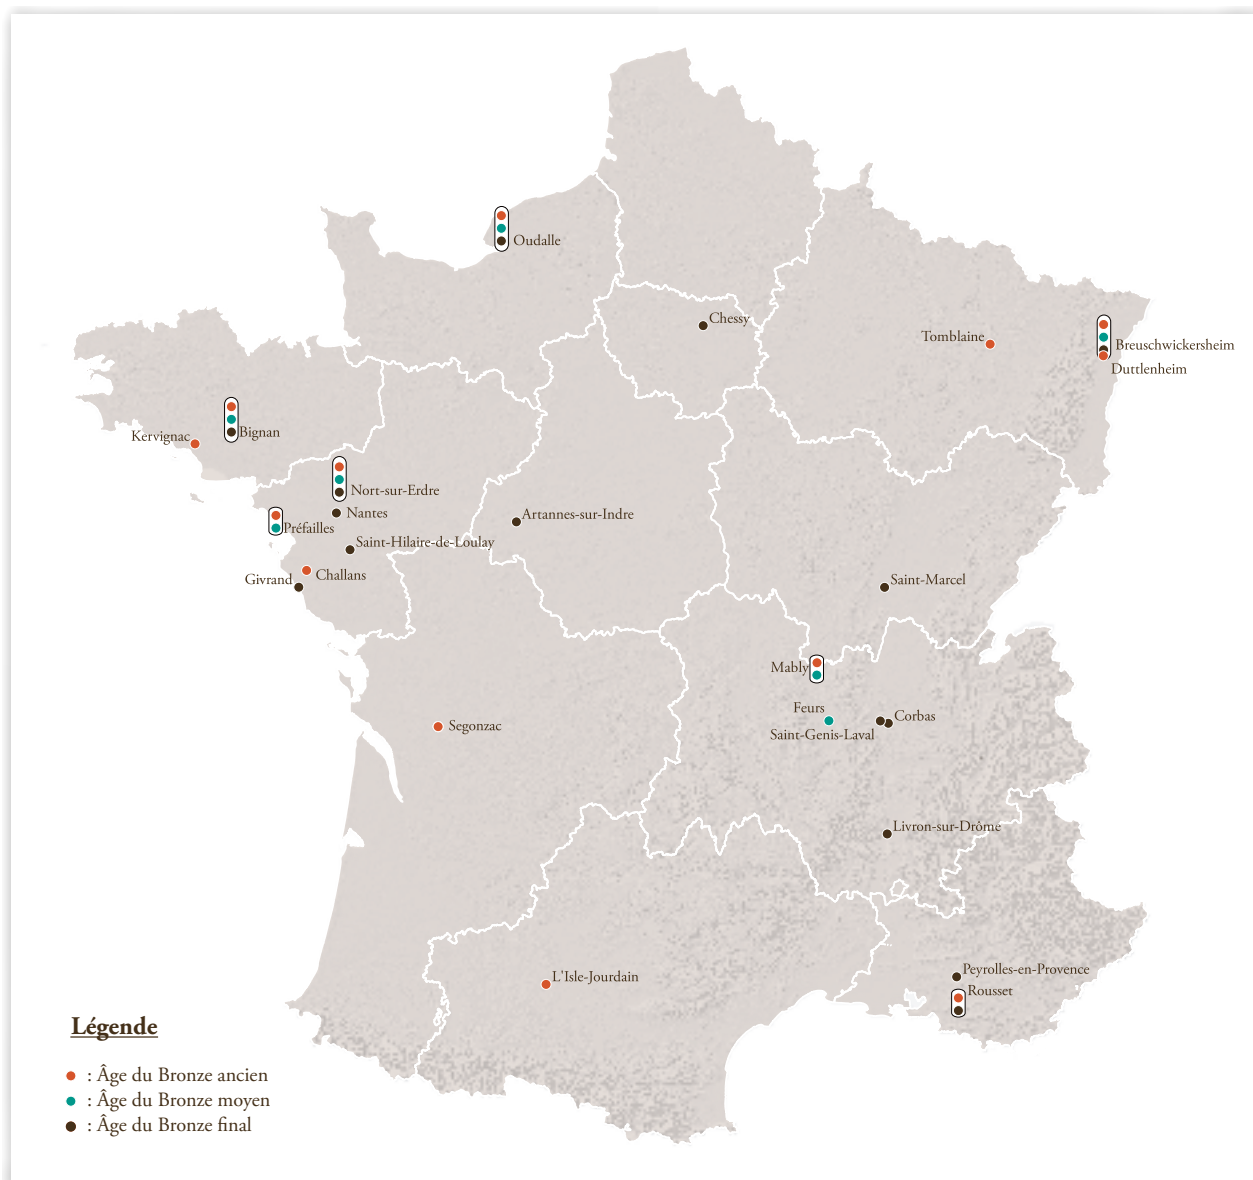 Oudalle
Chessy
Tomblaine
Breuschwickersheim
Duttlenheim
Kervignac
Bignan
Nort-sur-Erdre
Nantes
Artannes-sur-Indre
Préfailles
Saint-Hilaire-de-Loulay
Challans
Givrand
Saint-Marcel
Mably
Feurs
Corbas
Segonzac
Saint-Genis-Laval
Livron-sur-Drôme
Peyrolles-en-Provence
L'Isle-Jourdain
Rousset
Légende
: Âge du Bronze ancien
: Âge du Bronze moyen
: Âge du Bronze final